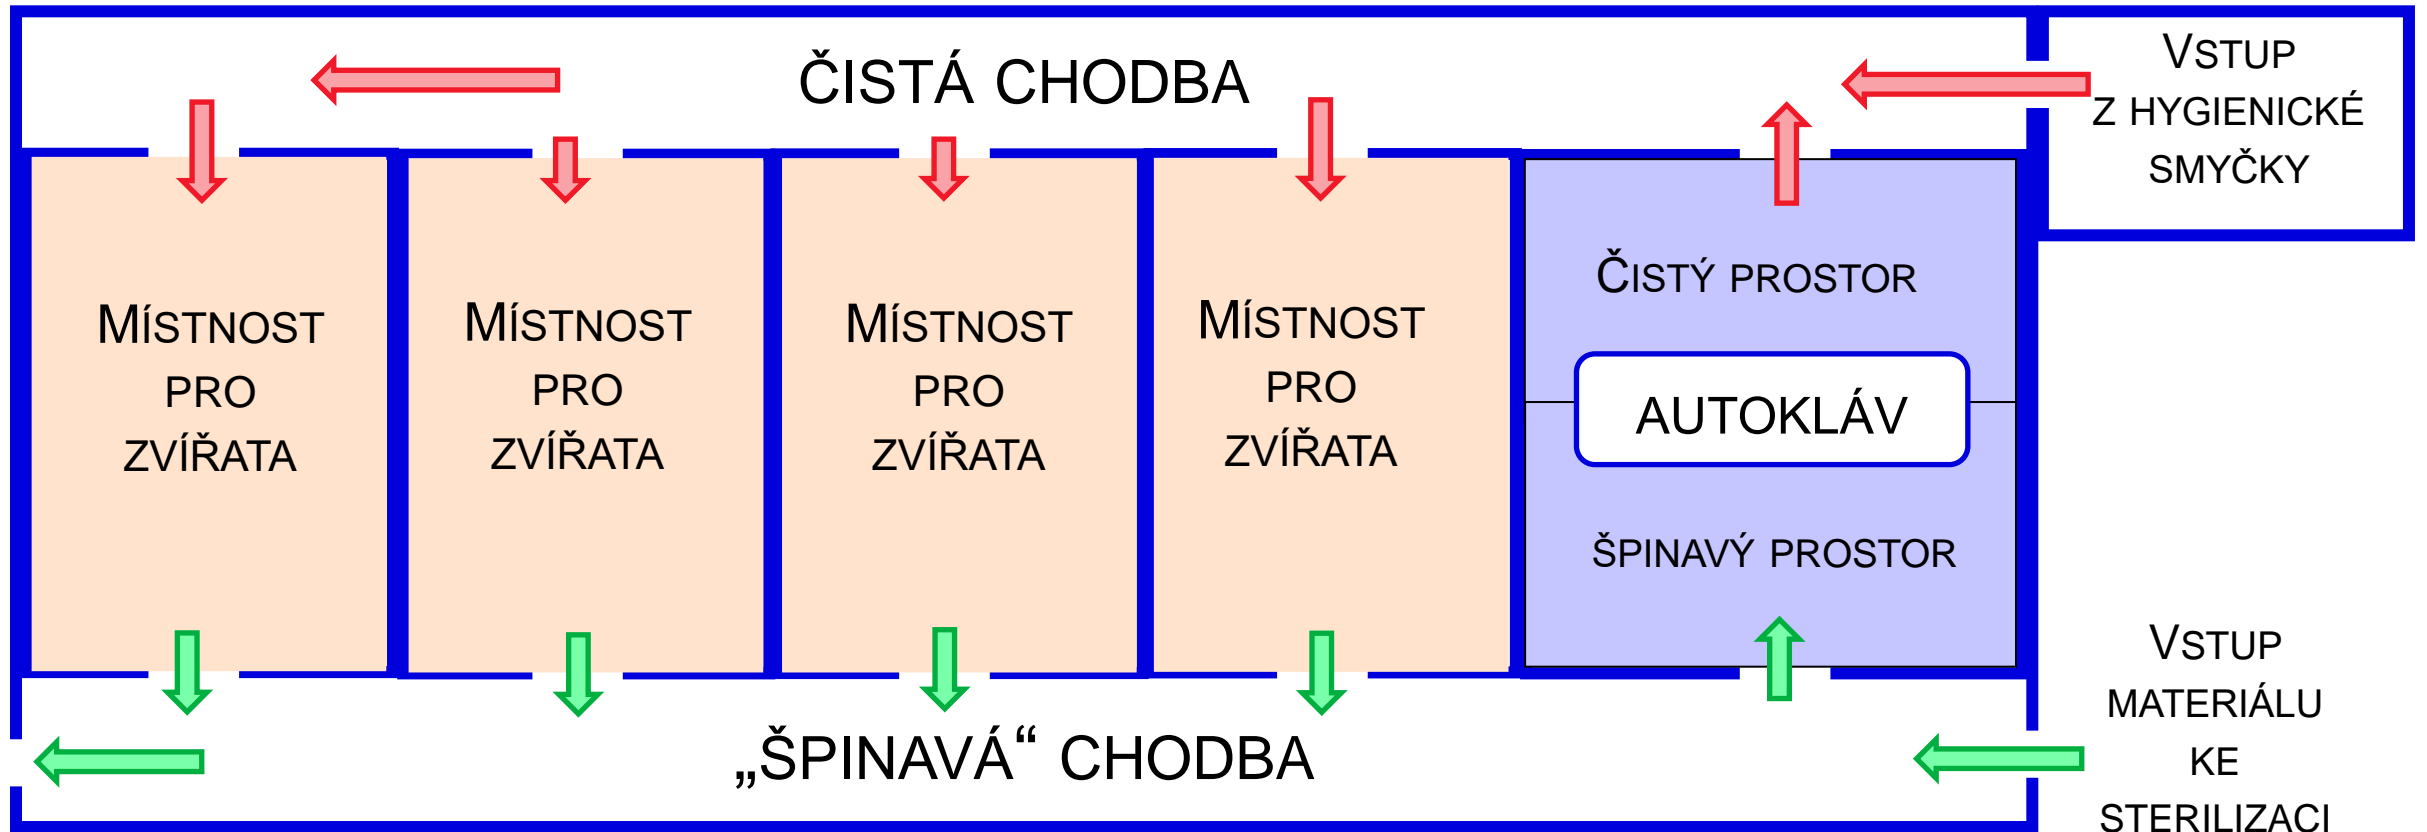 ČISTÁ CHODBA
VSTUP
Z HYGIENICKÉ
SMYČKY
MÍSTNOST
PRO
ZVÍŘATA
MÍSTNOST
PRO
ZVÍŘATA
MÍSTNOST
PRO
ZVÍŘATA
MÍSTNOST
PRO
ZVÍŘATA
ČISTÝ PROSTOR
AUTOKLÁV
ŠPINAVÝ PROSTOR
„ŠPINAVÁ“ CHODBA
VSTUP
MATERIÁLU
KE
STERILIZACI